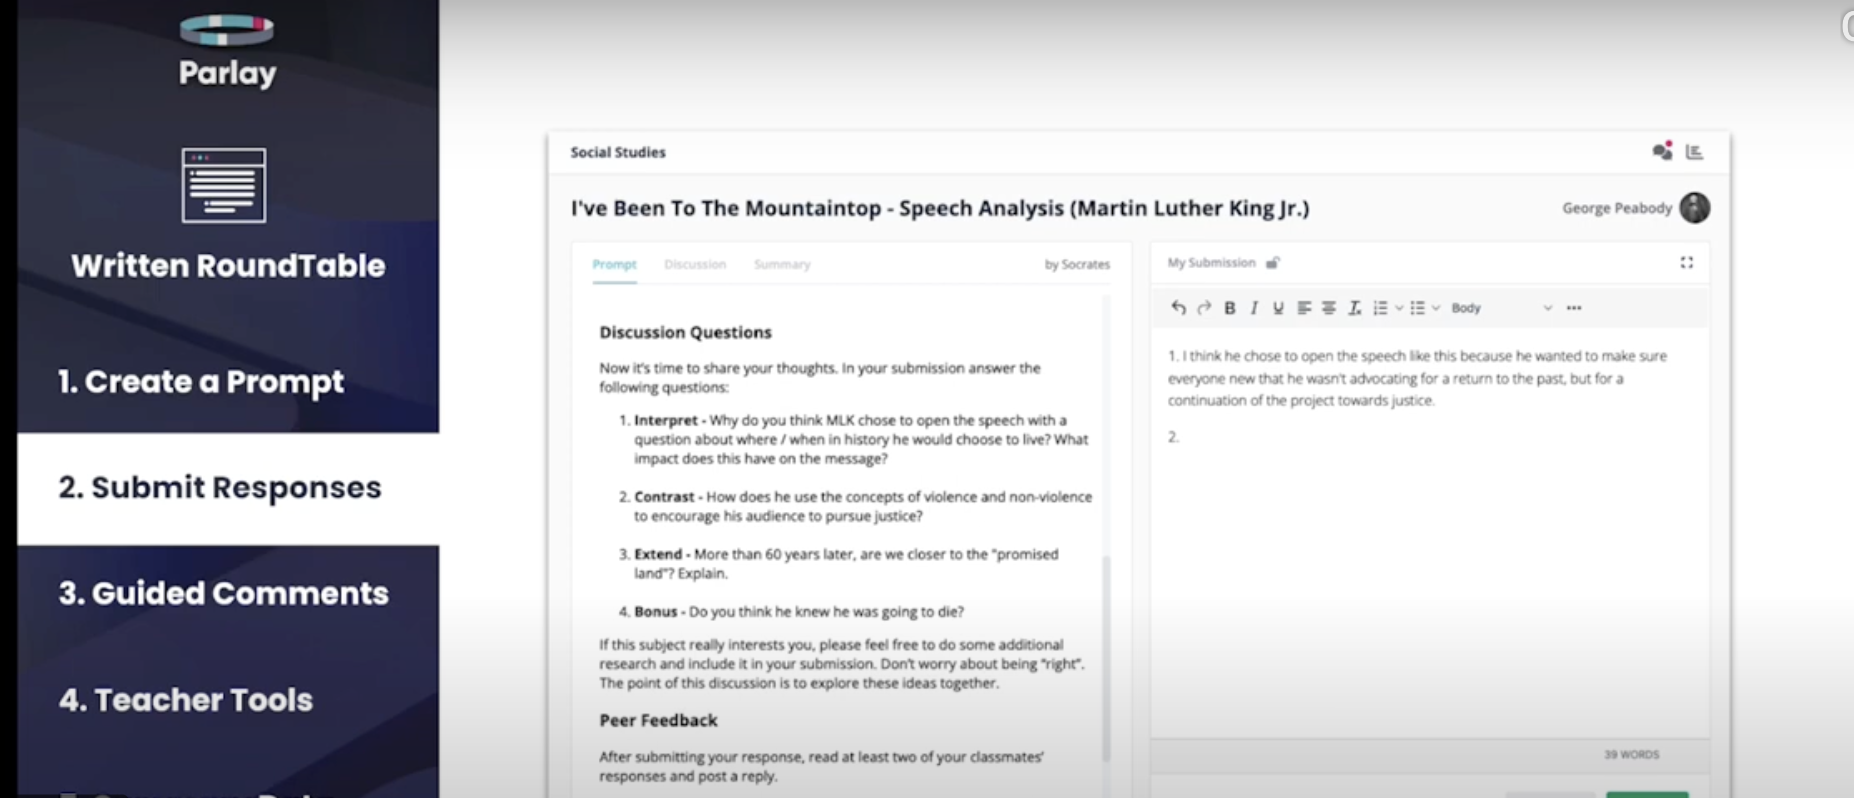 Parlay
Written RoundTable
1. Create a Prompt
2. Submit Responses
3. Guided Comments
4. Teacher Tools
Social Studies
I've Been To The Mountaintop - Speech Analysis (Martin Luther King Jr.)
George Peabody
Prompt Discussion Summary by Socrates
Discussion Questions
Now it's time to share your thoughts. In your submission answer the
following questions:
1. Interpret - Why do you think MLK chose to open the speech with a
question about where / when in history he would choose to live? What
impact does this have on the message?
2. Contrast - How does he use the concepts of violence and non-violence
to encourage his audience to pursue justice?
3. Extend - More than 60 years later, are we closer to the "promised
land"? Explain.
4. Bonus - Do you think he knew he was going to die?
If this subject really interests you, please feel free to do some additional
research and include it in your submission. Don't worry about being "right".
The point of this discussion is to explore these ideas together.
Peer Feedback
After submitting your response, read at least two of your classmates'
responses and post a reply.
My Submission
B I U Body
1. I think he chose to open the speech like this because he wanted to make sure
everyone new that he wasn't advocating for a return to the past, but for a
continuation of the project towards justice.
2.
39 WORDS